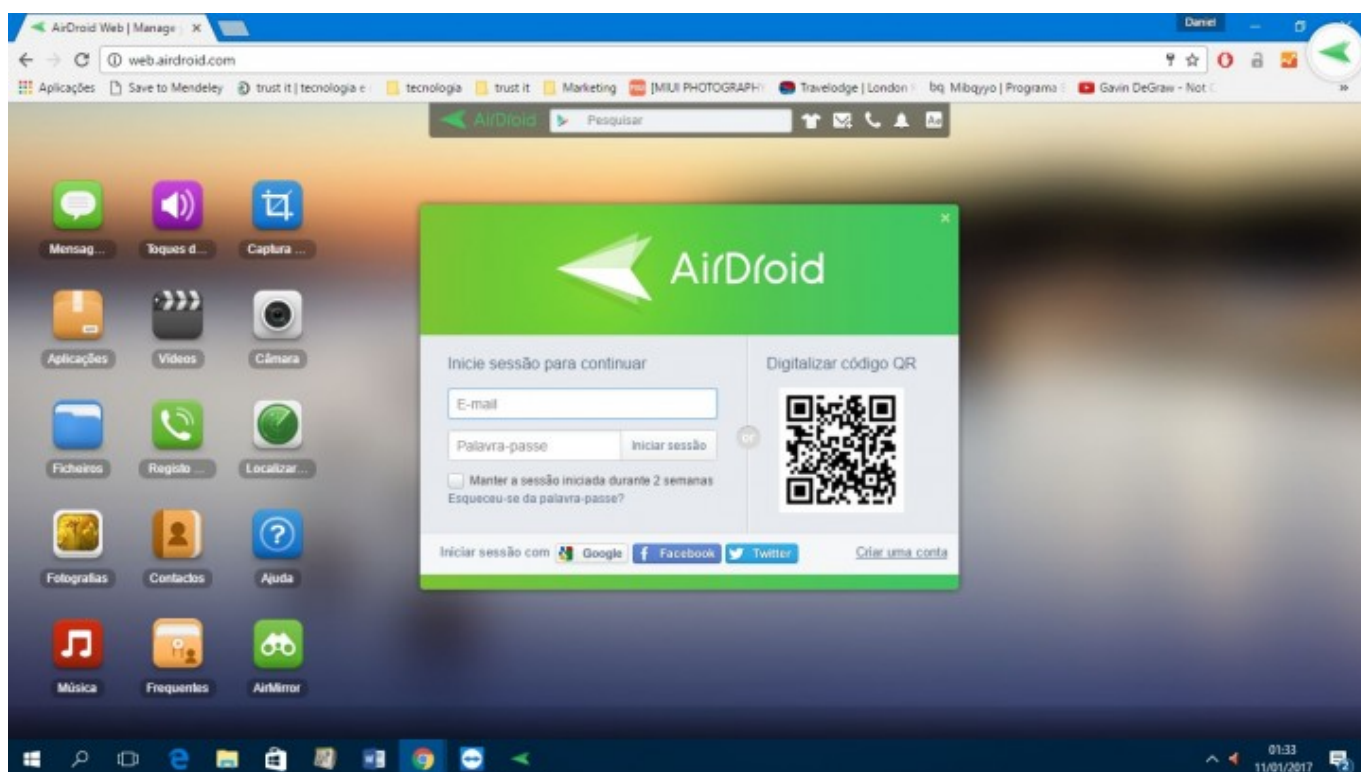 AirDroid Web | Manage
Daniel
web.airdroid.com
Aplicações Save to Mendeley trust it | tecnologia e tecnologia trust it Marketing [MIUI PHOTOGRAPHY Travelodge | London bq Mibqyyo | Programa Gavin DeGraw - Not
AirDroid Pesquisar
Mensag... Toques d... Captura ...
Aplicações Vídeos Câmara
Ficheiros Registo ... Localizar...
Fotografias Contactos Ajuda
Música Frequentes AirMirror
AirDroid
Inicie sessão para continuar
E-mail
Palavra-passe Iniciar sessão
Manter a sessão iniciada durante 2 semanas
Esqueceu-se da palavra-passe?
or
Digitalizar código QR
Iniciar sessão com Google Facebook Twitter Criar uma conta
01:33
11/01/2017